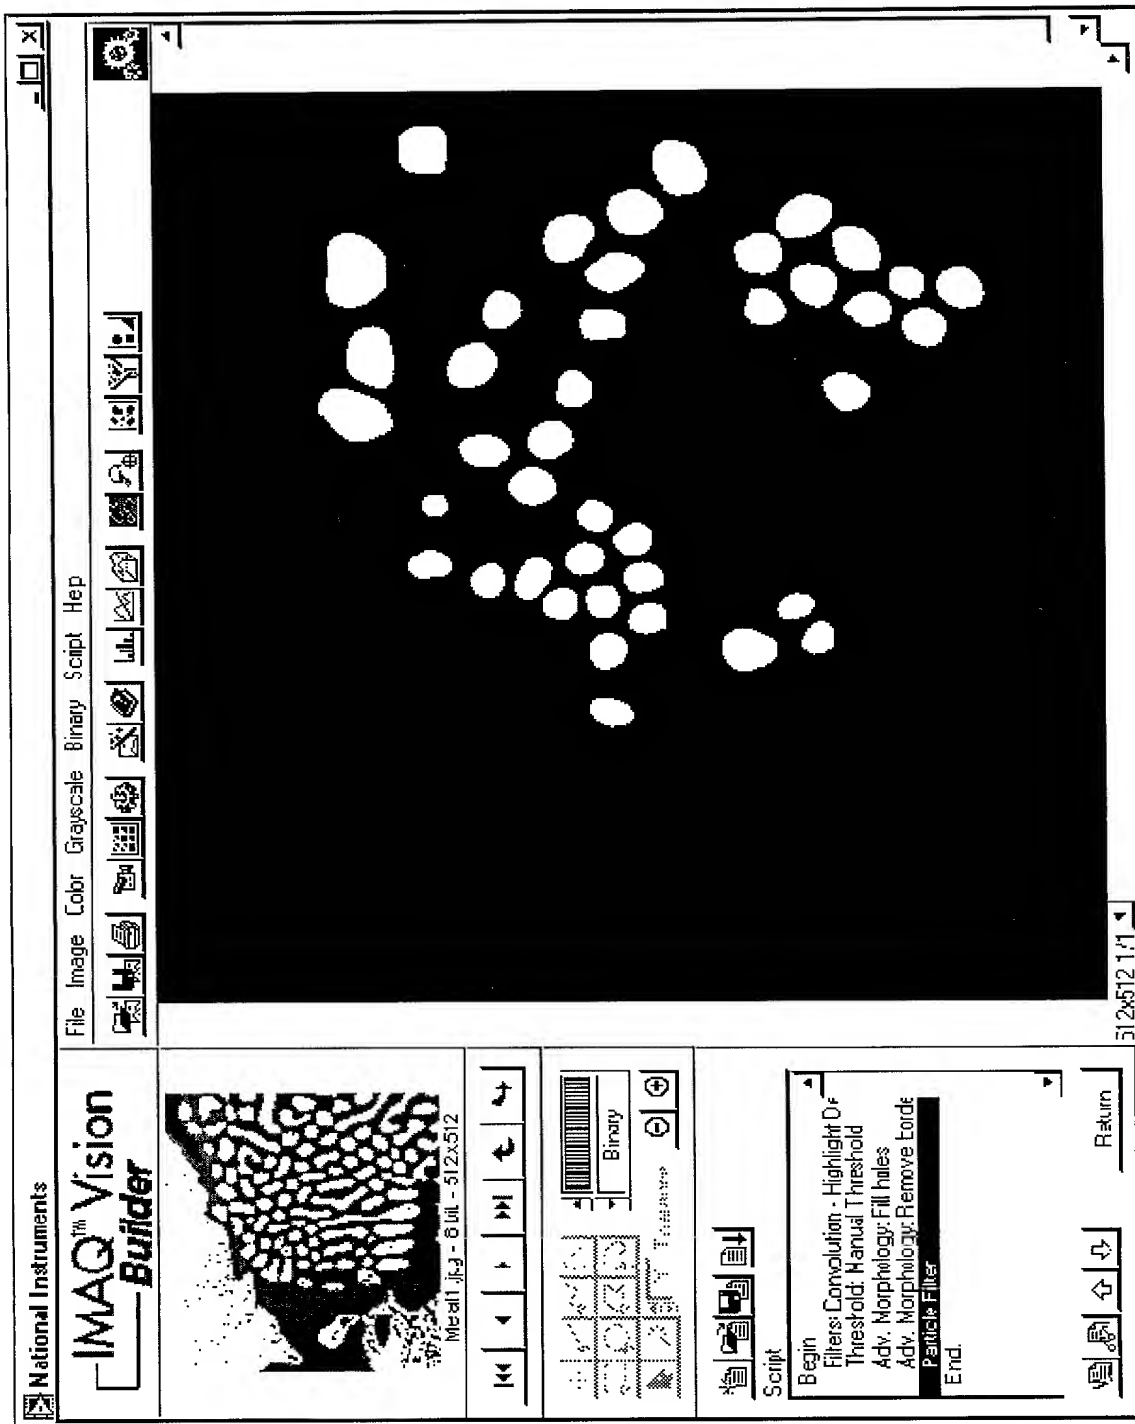 National Instruments
IMAQ™ Vision
Builder
File Image Color Grayscale Binary Script Help
Metal1.jpg - 8 bit - 512x512
Binary
Script
Begin
Filters: Convolution - Highlight De
Threshold: Manual Threshold
Adv. Morphology: Fill holes
Adv. Morphology: Remove borde
Particle Filter
End.
Return
512x512 1/1